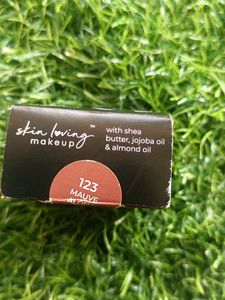 skin loving™
makeup
with shea
butter, jojoba oil
& almond oil
123
MAUVE